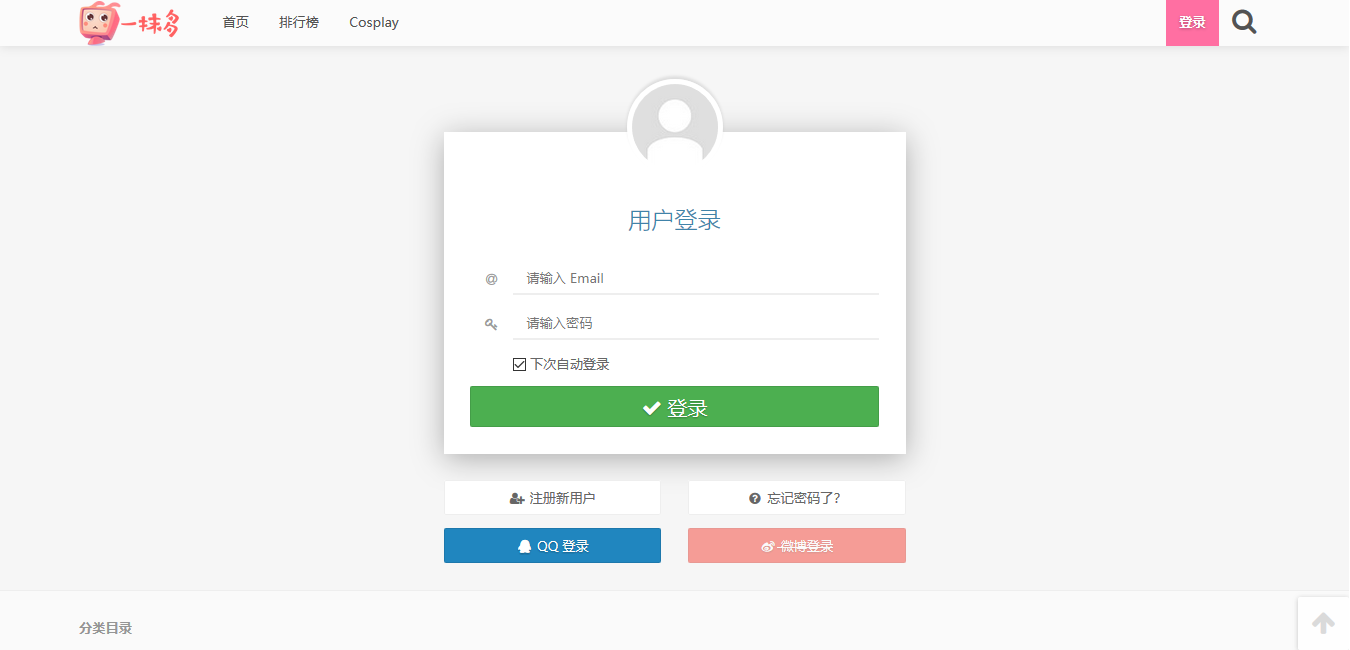 一抹多 首页 排行榜 Cosplay 登录
用户登录
@ 请输入 Email
请输入密码
下次自动登录
登录
注册新用户 忘记密码了?
QQ 登录 微博登录
分类目录